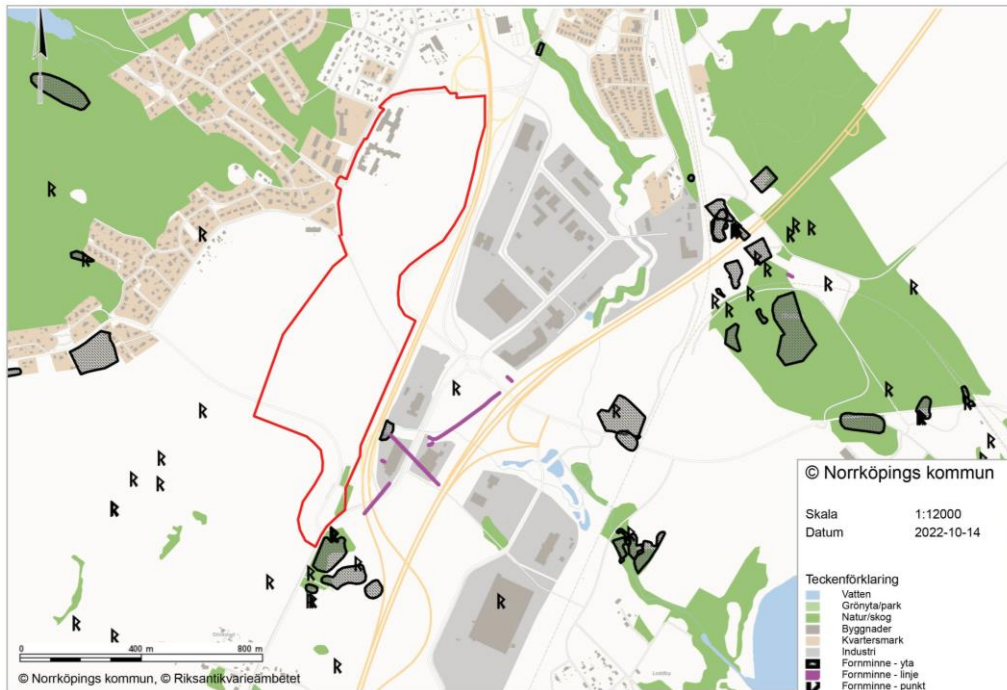 © Norrköpings kommun
Skala 1:12000
Datum 2022-10-14
Teckenförklaring
Vatten
Grönyta/park
Natur/skog
Byggnader
Kvartersmark
Industri
Fornminne - yta
Fornminne - linje
Fornminne - punkt
400 m 800 m
© Norrköpings kommun, © Riksantikvarieämbetet